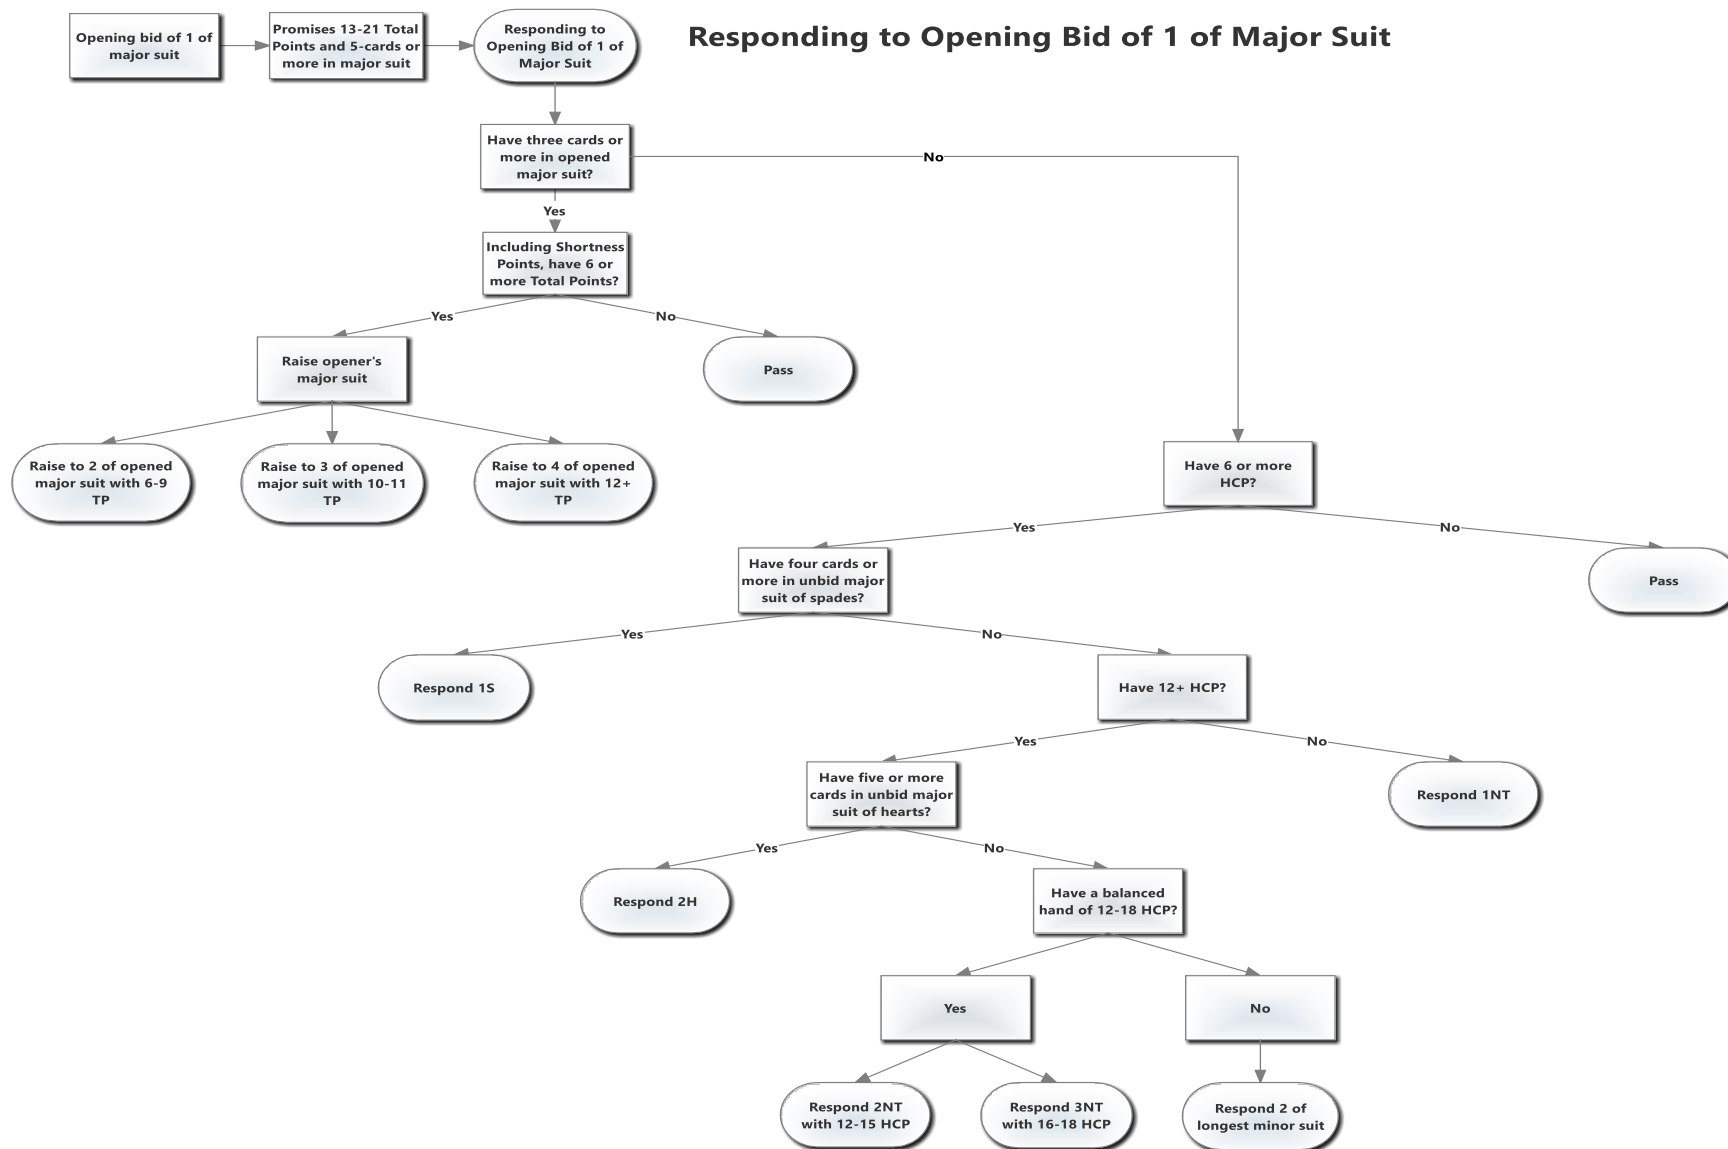 Responding to Opening Bid of 1 of Major Suit
Opening bid of 1 of
major suit
Promises 13-21 Total
Points and 5-cards or
more in major suit
Responding to
Opening Bid of 1 of
Major Suit
Have three cards or
more in opened
major suit?
No
Yes
Including Shortness
Points, have 6 or
more Total Points?
Yes
No
Raise opener's
major suit
Pass
Raise to 2 of opened
major suit with 6-9
TP
Raise to 3 of opened
major suit with 10-11
TP
Raise to 4 of opened
major suit with 12+
TP
Have 6 or more
HCP?
Yes
No
Have four cards or
more in unbid major
suit of spades?
Pass
Yes
No
Respond 1S
Have 12+ HCP?
Yes
No
Have five or more
cards in unbid major
suit of hearts?
Respond 1NT
Yes
No
Respond 2H
Have a balanced
hand of 12-18 HCP?
Yes
No
Respond 2NT
with 12-15 HCP
Respond 3NT
with 16-18 HCP
Respond 2 of
longest minor suit